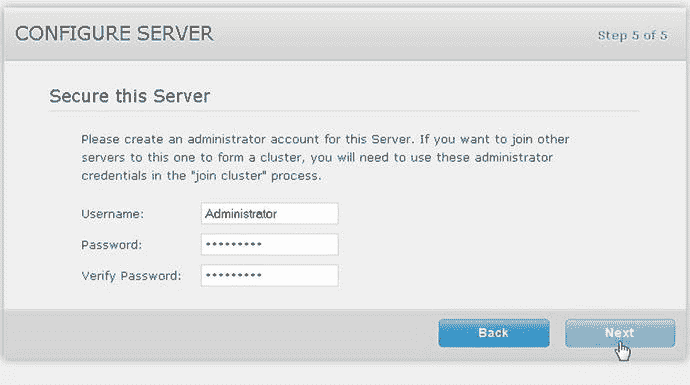 CONFIGURE SERVER
Step 5 of 5
Secure this Server
Please create an administrator account for this Server. If you want to join other
servers to this one to form a cluster, you will need to use these administrator
credentials in the "join cluster" process.
Username: Administrator
Password: •••••••••
Verify Password: •••••••••
Back Next